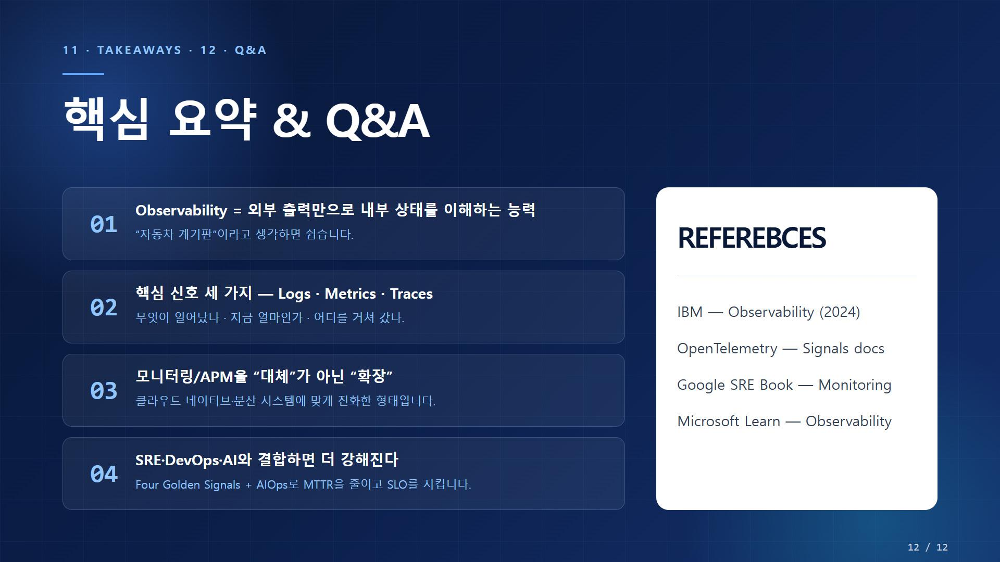 11 · TAKEAWAYS · 12 · Q&A
핵심 요약 & Q&A
01
Observability = 외부 출력만으로 내부 상태를 이해하는 능력
“자동차 계기판”이라고 생각하면 쉽습니다.
02
핵심 신호 세 가지 — Logs · Metrics · Traces
무엇이 일어났나 · 지금 얼마인가 · 어디를 거쳐 갔나.
03
모니터링/APM을 “대체”가 아닌 “확장”
클라우드 네이티브·분산 시스템에 맞게 진화한 형태입니다.
04
SRE·DevOps·AI와 결합하면 더 강해진다
Four Golden Signals + AIOps로 MTTR을 줄이고 SLO를 지킵니다.
REFEREBCES
IBM — Observability (2024)
OpenTelemetry — Signals docs
Google SRE Book — Monitoring
Microsoft Learn — Observability
12 / 12